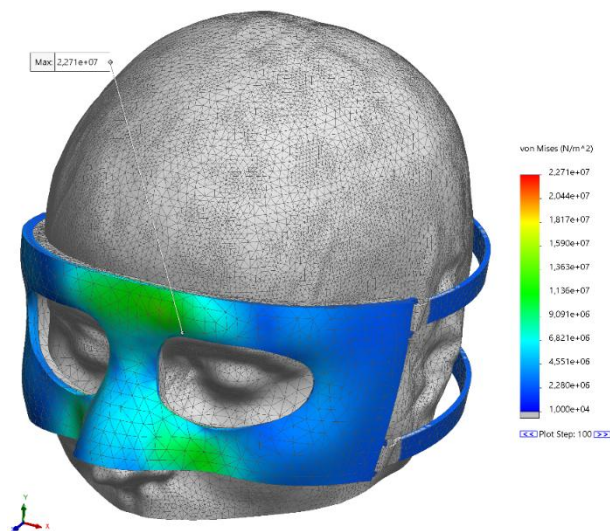 Max: 2,271e+07
von Mises (N/m^2)
2,271e+07
2,044e+07
1,817e+07
1,590e+07
1,363e+07
1,136e+07
9,091e+06
6,821e+06
4,551e+06
2,280e+06
1,000e+04
Plot Step: 100
Y
X